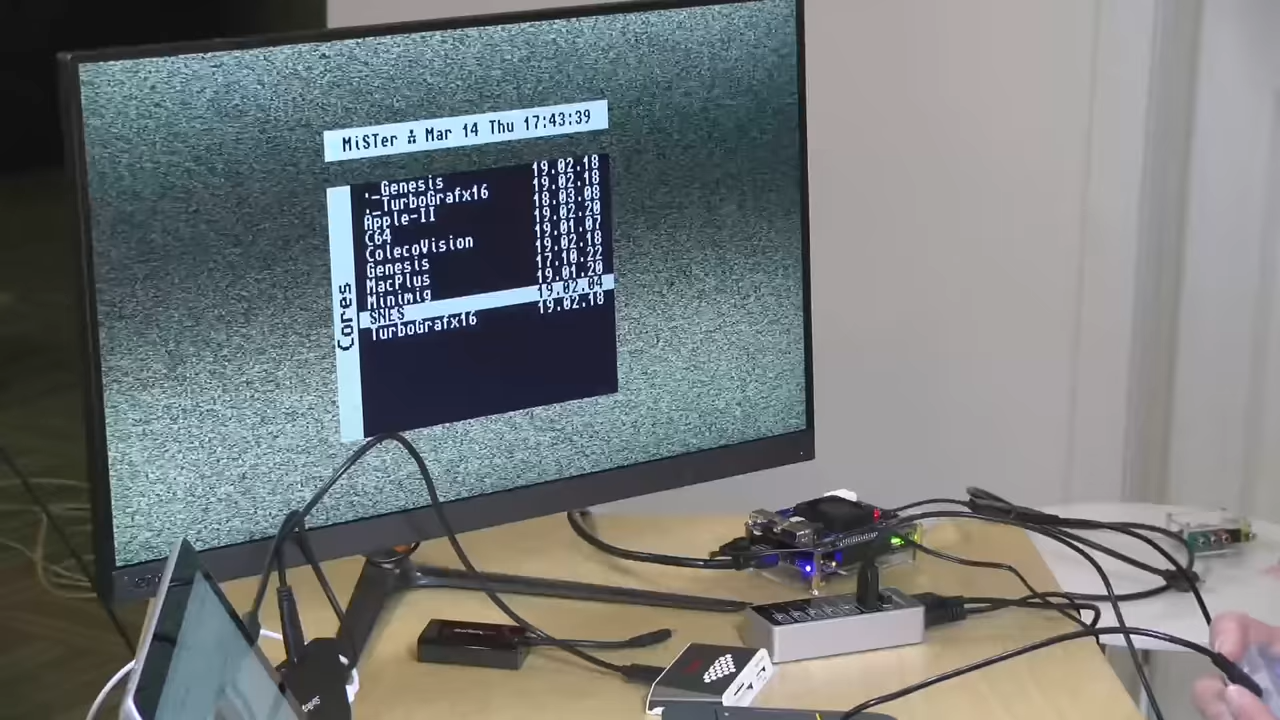 MiSTer Mar 14 Thu 17:43:39
Cores
._Genesis 19.02.18
._TurboGrafx16 19.02.18
Apple-II 18.03.08
C64 19.02.20
ColecoVision 19.01.07
Genesis 19.02.18
MacPlus 17.10.22
Minimig 19.01.20
SNES 19.02.04
TurboGrafx16 19.02.18